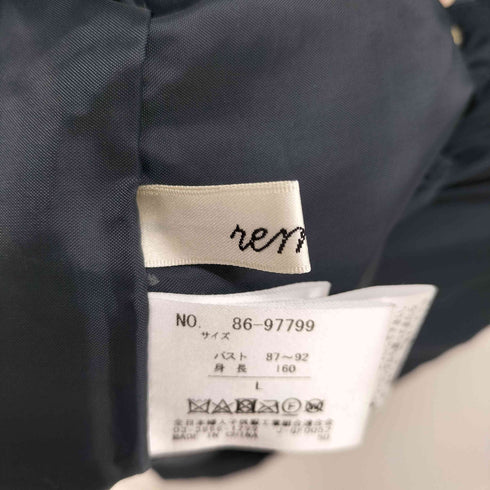 rem
NO. 86-97799
サイズ
バスト 87～92
身長 160
L
MADE IN CHINA